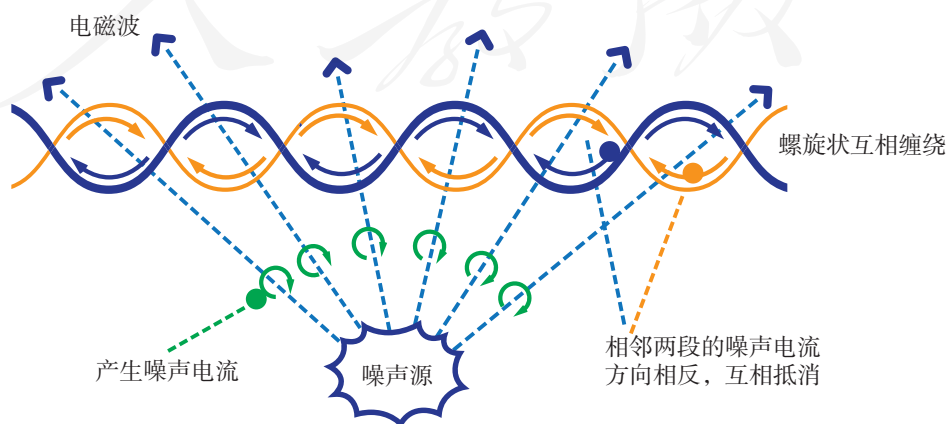 电磁波
螺旋状互相缠绕
产生噪声电流
噪声源
相邻两段的噪声电流
方向相反，互相抵消